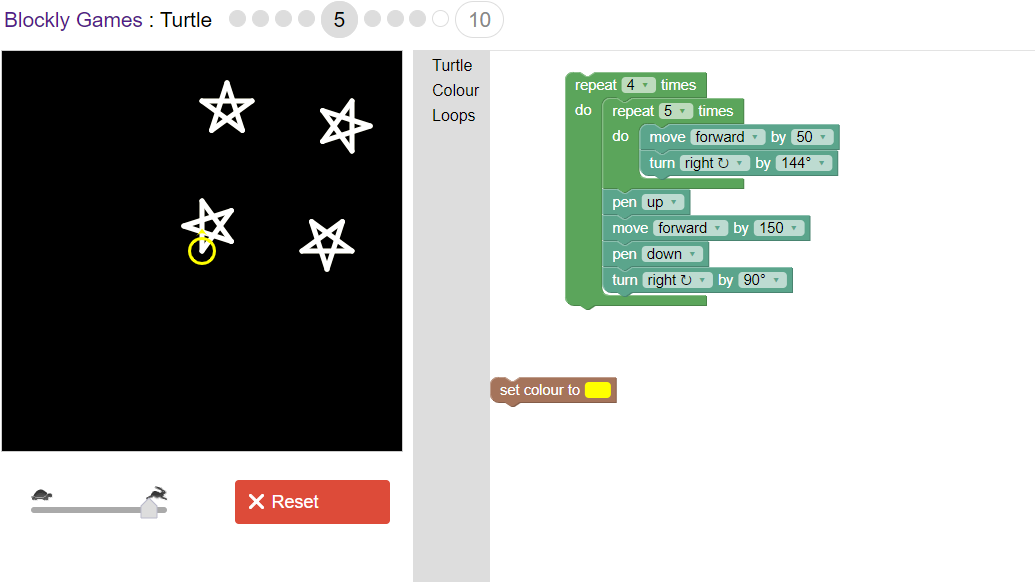 Blockly Games : Turtle 5 10
Turtle
Colour
Loops
repeat 4 times
do repeat 5 times
do move forward by 50
turn right ↻ by 144°
pen up
move forward by 150
pen down
turn right ↻ by 90°
set colour to
Reset